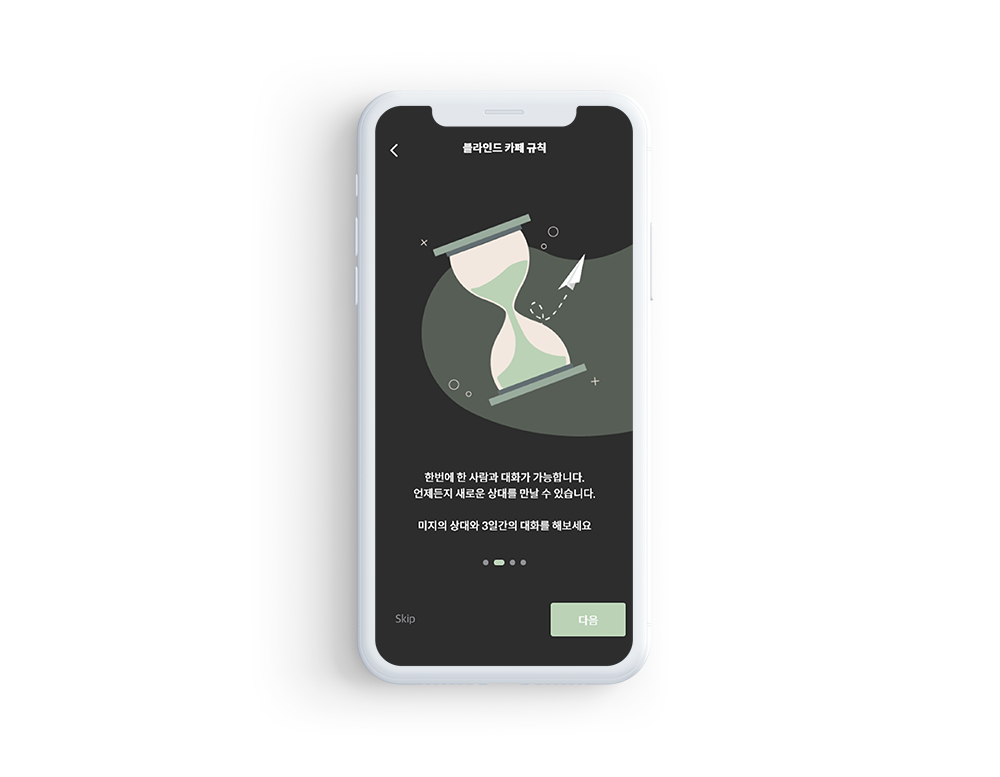 블라인드 카페 규칙
한번에 한 사람과 대화가 가능합니다.
언제든지 새로운 상대를 만날 수 있습니다.
미지의 상대와 3일간의 대화를 해보세요
Skip
다음